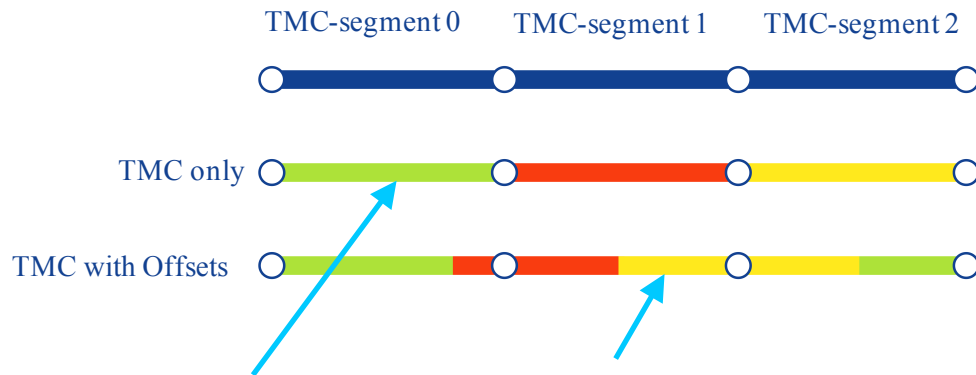 TMC-segment 0 TMC-segment 1 TMC-segment 2
TMC only
TMC with Offsets